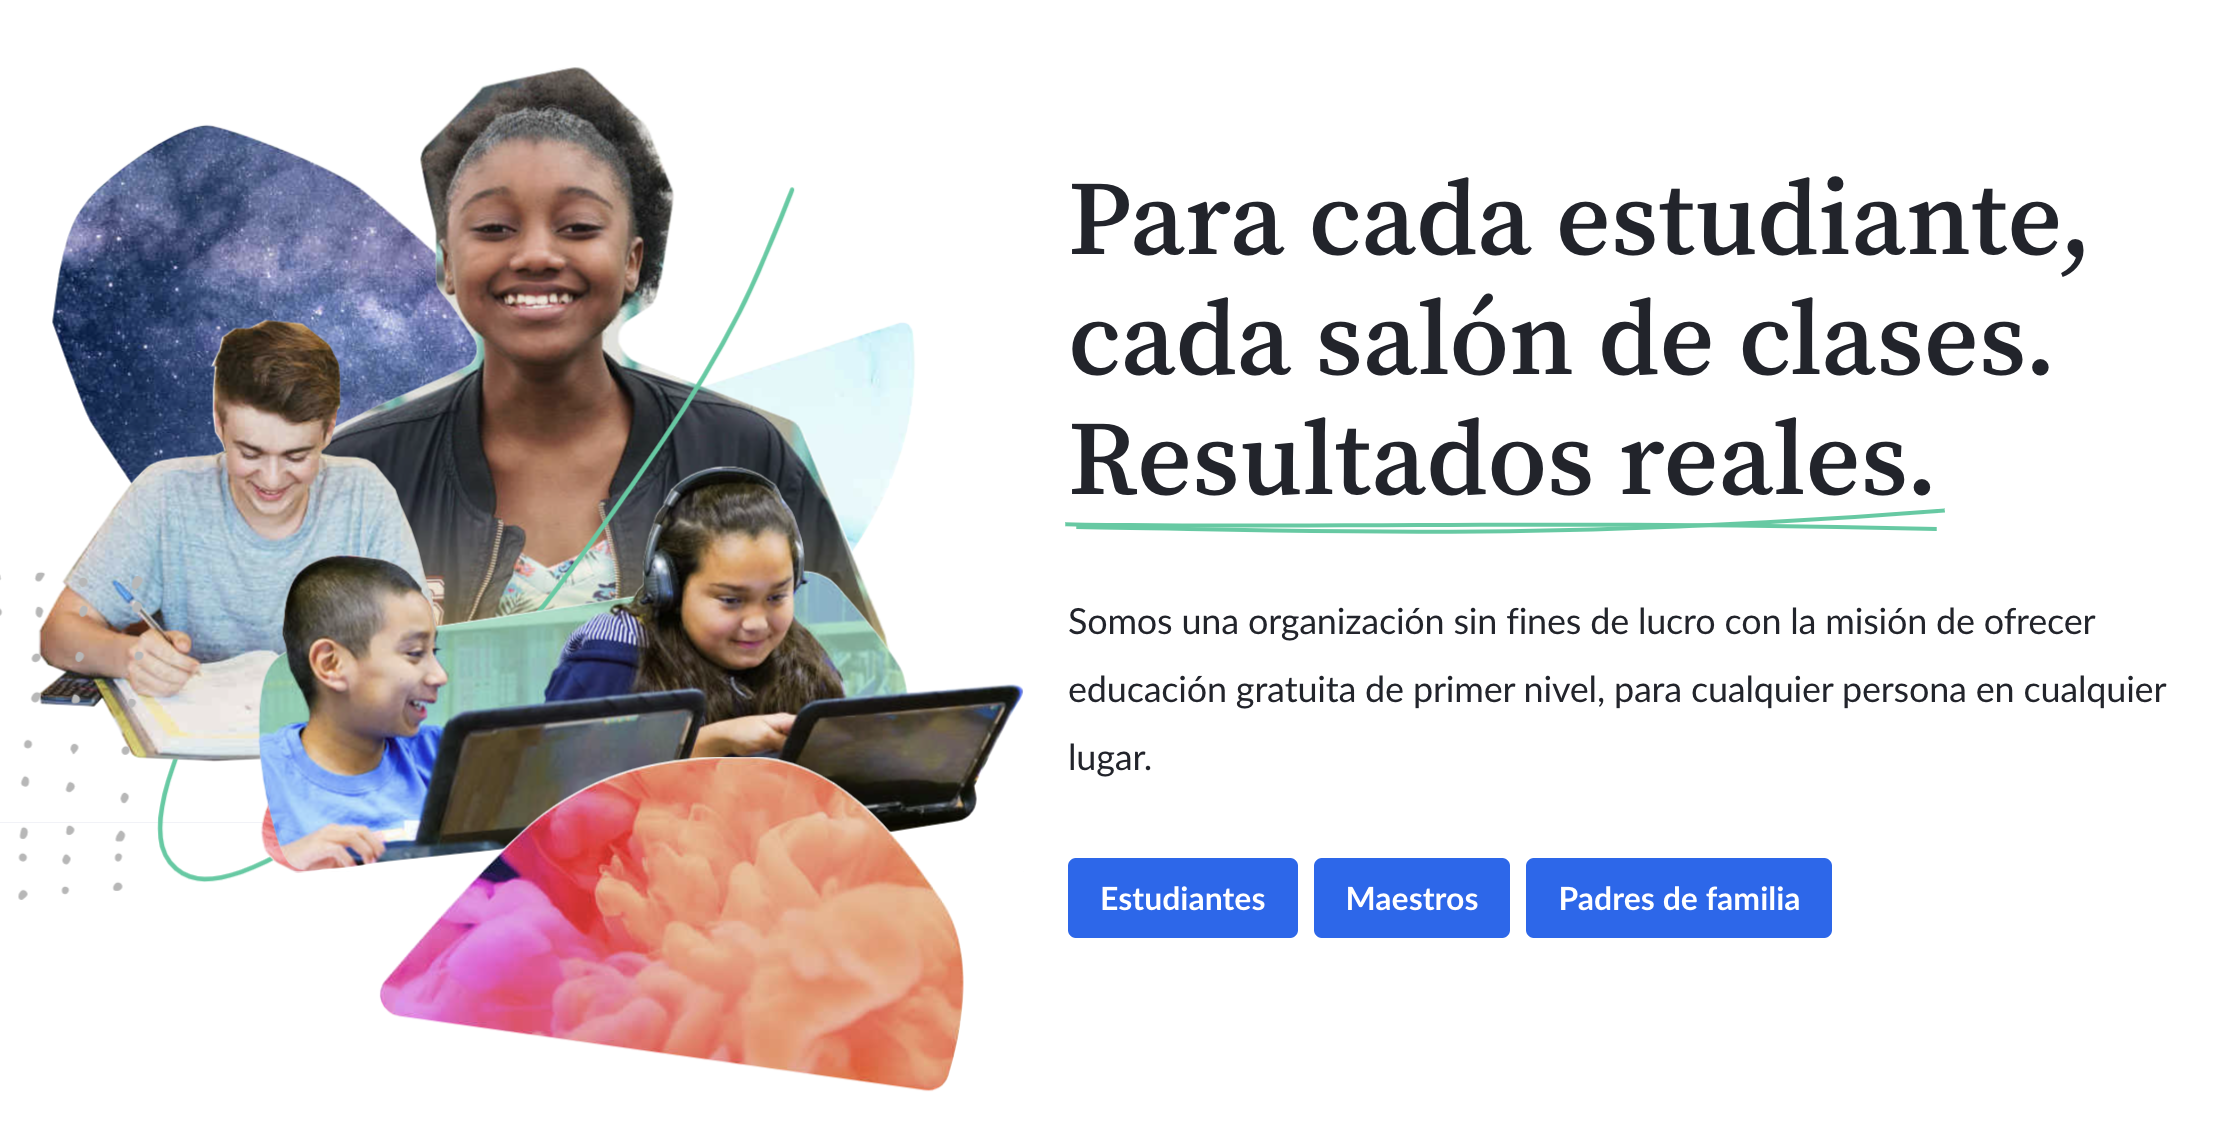 Para cada estudiante,
cada salón de clases.
Resultados reales.
Somos una organización sin fines de lucro con la misión de ofrecer
educación gratuita de primer nivel, para cualquier persona en cualquier
lugar.
Estudiantes
Maestros
Padres de familia